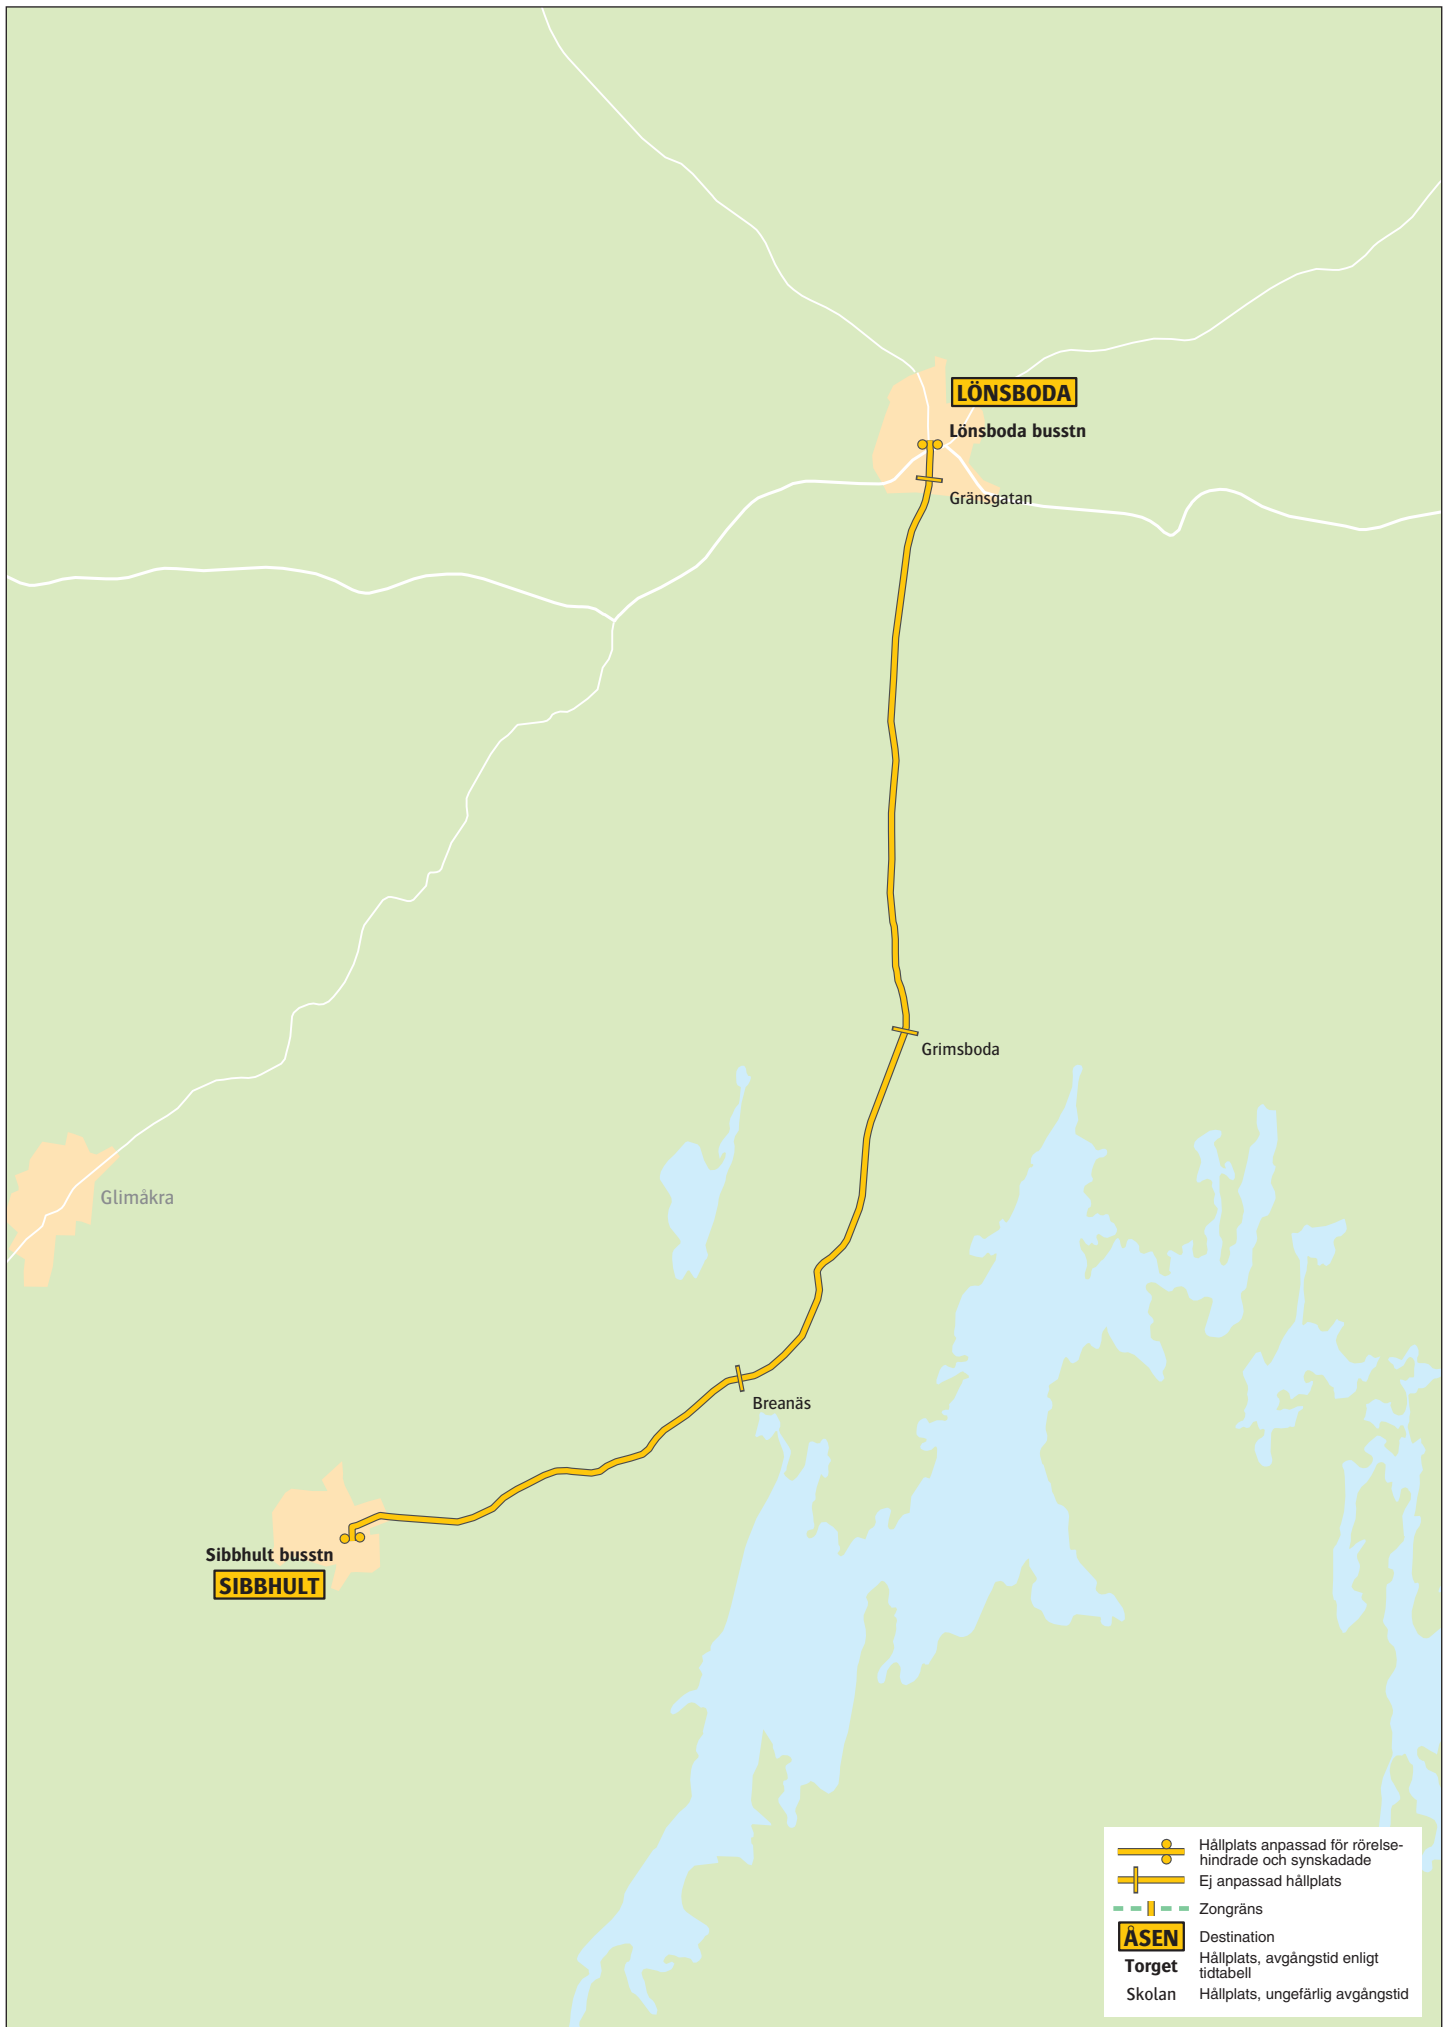 LÖNSBODA
Lönsboda busstn
Gränsgatan
Grimsboda
Glimåkra
Breanäs
Sibbhult busstn
SIBBHULT
Hållplats anpassad för rörelse-
hindrade och synskadade
Ej anpassad hållplats
Zongräns
ÅSEN Destination
Torget Hållplats, avgångstid enligt
tidtabell
Skolan Hållplats, ungefärlig avgångstid